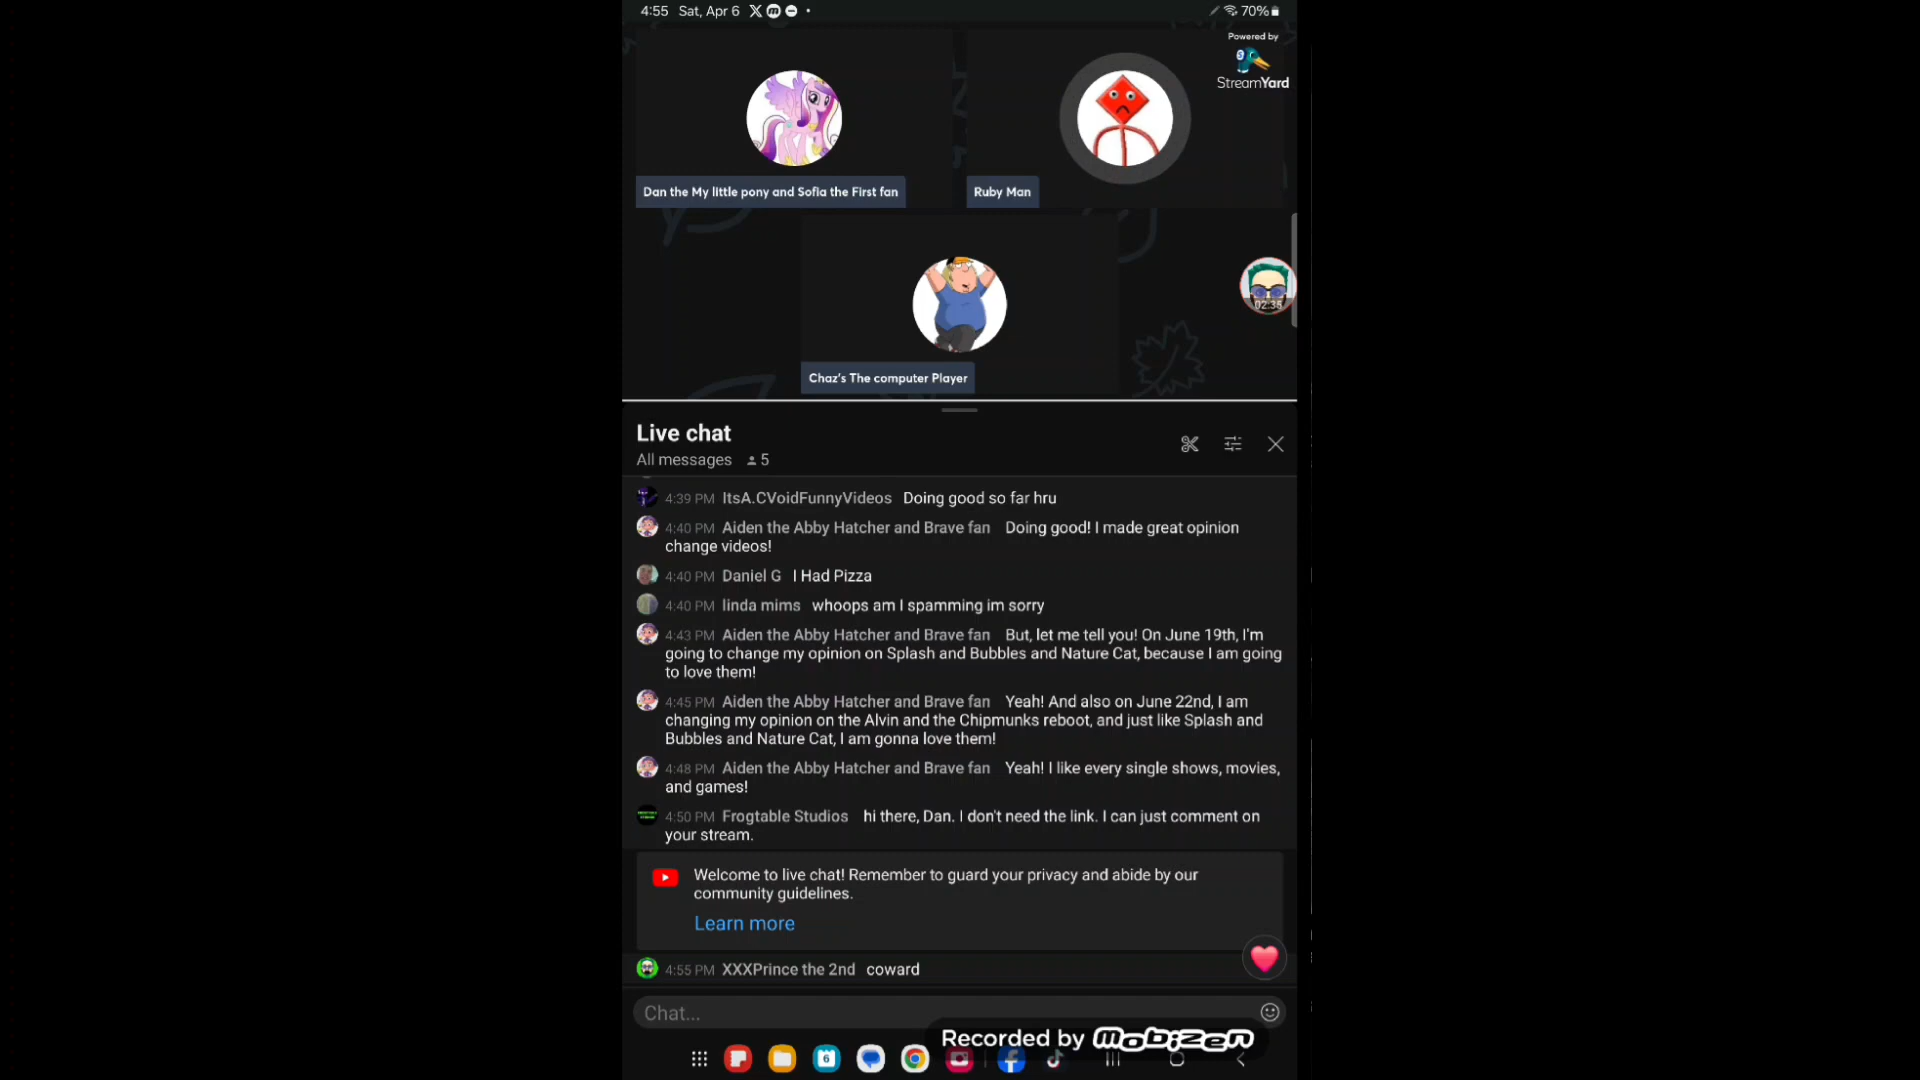 4:55 Sat, Apr 6
70%
Powered by
StreamYard
Dan the My little pony and Sofia the First fan
Ruby Man
02:38
Chaz's The computer Player
Live chat
All messages 5
4:39 PM ItsA.CVoidFunnyVideos Doing good so far hru
4:40 PM Aiden the Abby Hatcher and Brave fan Doing good! I made great opinion
change videos!
4:40 PM Daniel G I Had Pizza
4:40 PM linda mims whoops am I spamming im sorry
4:43 PM Aiden the Abby Hatcher and Brave fan But, let me tell you! On June 19th, I'm
going to change my opinion on Splash and Bubbles and Nature Cat, because I am going
to love them!
4:45 PM Aiden the Abby Hatcher and Brave fan Yeah! And also on June 22nd, I am
changing my opinion on the Alvin and the Chipmunks reboot, and just like Splash and
Bubbles and Nature Cat, I am gonna love them!
4:48 PM Aiden the Abby Hatcher and Brave fan Yeah! I like every single shows, movies,
and games!
4:50 PM Frogtable Studios hi there, Dan. I don't need the link. I can just comment on
your stream.
Welcome to live chat! Remember to guard your privacy and abide by our
community guidelines.
Learn more
4:55 PM XXXPrince the 2nd coward
Chat...
Recorded by mobizen
6